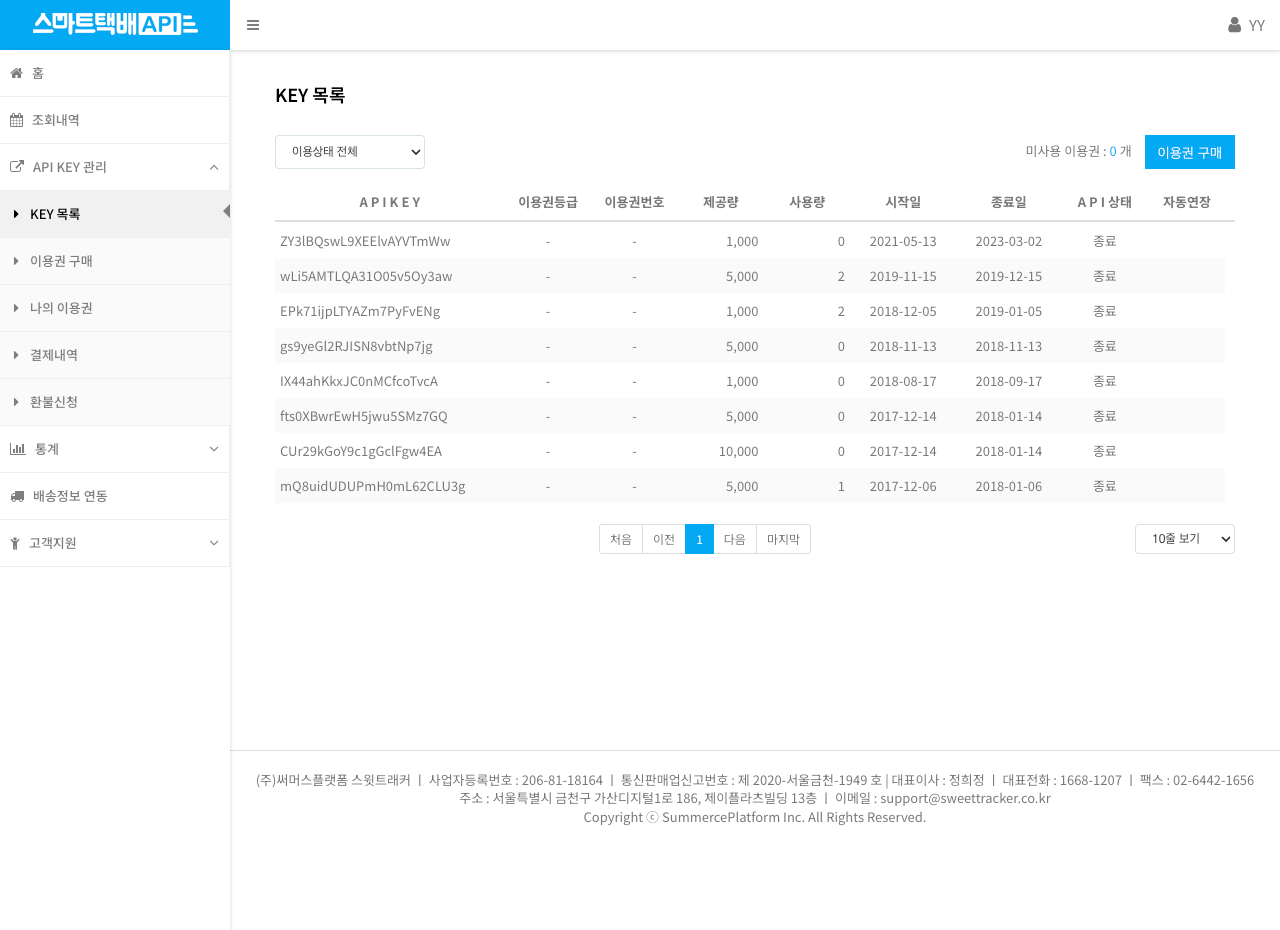 스마트택배API
YY
홈
조회내역
API KEY 관리
KEY 목록
이용권 구매
나의 이용권
결제내역
환불신청
통계
배송정보 연동
고객지원
KEY 목록
이용상태 전체
미사용 이용권 : 0 개
이용권 구매
A P I K E Y 이용권등급 이용권번호 제공량 사용량 시작일 종료일 A P I 상태 자동연장
ZY3lBQswL9XEElvAYVTmWw - - 1,000 0 2021-05-13 2023-03-02 종료
wLi5AMTLQA31O05v5Oy3aw - - 5,000 2 2019-11-15 2019-12-15 종료
EPk71ijpLTYAZm7PyFvENg - - 1,000 2 2018-12-05 2019-01-05 종료
gs9yeGl2RJISN8vbtNp7jg - - 5,000 0 2018-11-13 2018-11-13 종료
IX44ahKkxJC0nMCfcoTvcA - - 1,000 0 2018-08-17 2018-09-17 종료
fts0XBwrEwH5jwu5SMz7GQ - - 5,000 0 2017-12-14 2018-01-14 종료
CUr29kGoY9c1gGclFgw4EA - - 10,000 0 2017-12-14 2018-01-14 종료
mQ8uidUDUPmH0mL62CLU3g - - 5,000 1 2017-12-06 2018-01-06 종료
처음 이전 1 다음 마지막
10줄 보기
(주)써머스플랫폼 스윗트래커 ㅣ 사업자등록번호 : 206-81-18164 ㅣ 통신판매업신고번호 : 제 2020-서울금천-1949 호 | 대표이사 : 정희정 ㅣ 대표전화 : 1668-1207 ㅣ 팩스 : 02-6442-1656
주소 : 서울특별시 금천구 가산디지털1로 186, 제이플라츠빌딩 13층 ㅣ 이메일 : support@sweettracker.co.kr
Copyright ⓒ SummercePlatform Inc. All Rights Reserved.